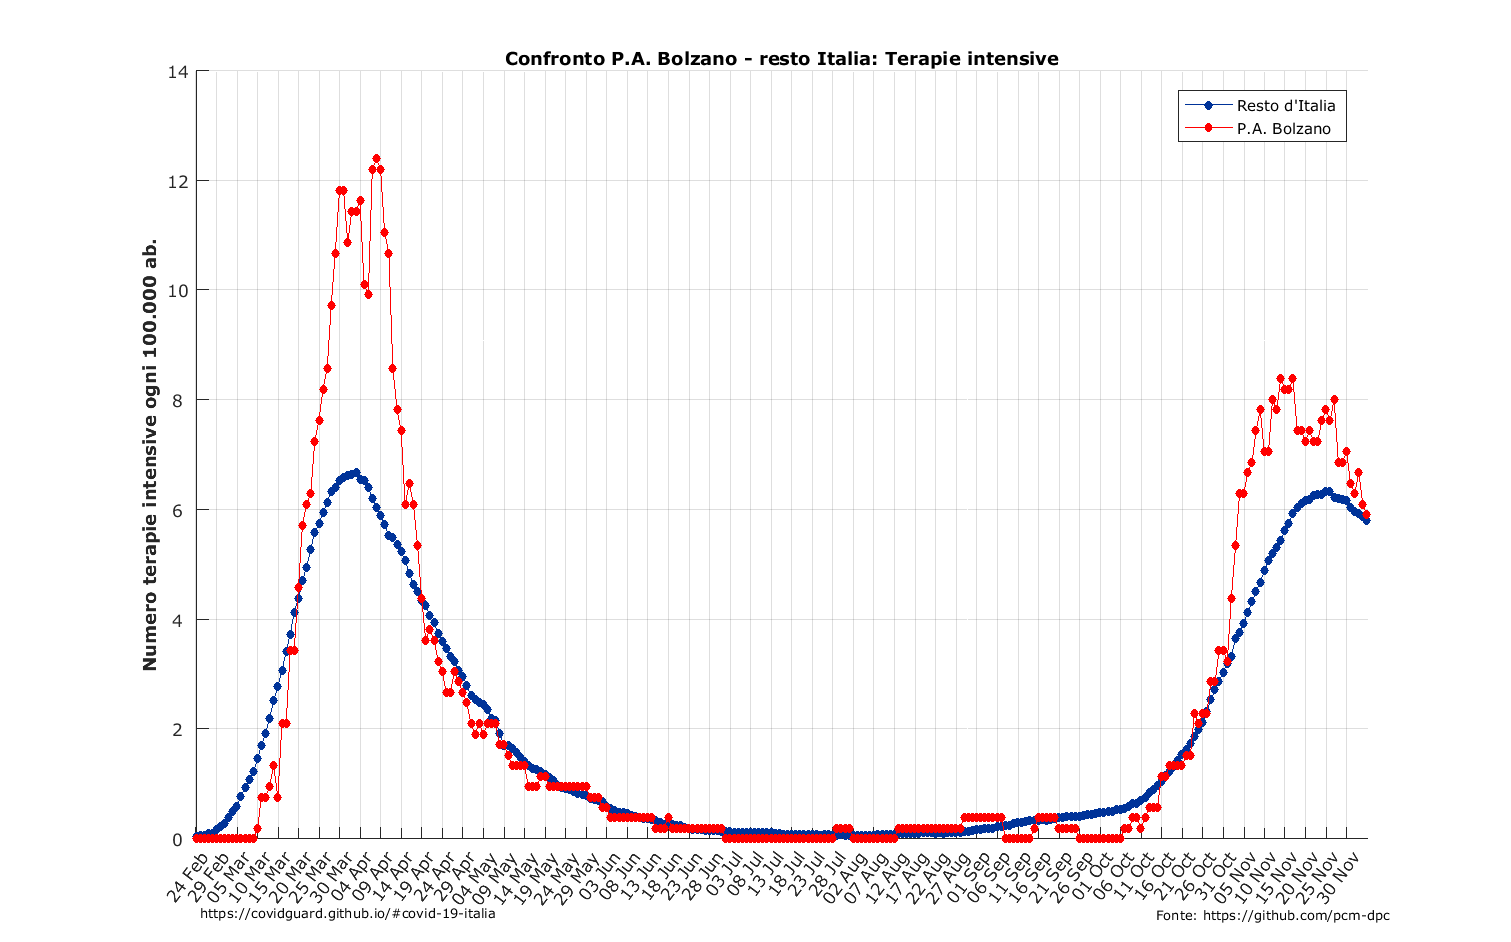 Confronto P.A. Bolzano - resto Italia: Terapie intensive
Resto d'Italia
P.A. Bolzano
Numero terapie intensive ogni 100.000 ab.
14
12
10
8
6
4
2
0
24 Feb
29 Feb
05 Mar
10 Mar
15 Mar
20 Mar
25 Mar
30 Mar
04 Apr
09 Apr
14 Apr
19 Apr
24 Apr
29 Apr
04 May
09 May
14 May
19 May
24 May
29 May
03 Jun
08 Jun
13 Jun
18 Jun
23 Jun
28 Jun
03 Jul
08 Jul
13 Jul
18 Jul
23 Jul
28 Jul
02 Aug
07 Aug
12 Aug
17 Aug
22 Aug
27 Aug
01 Sep
06 Sep
11 Sep
16 Sep
21 Sep
26 Sep
01 Oct
06 Oct
11 Oct
16 Oct
21 Oct
26 Oct
31 Oct
05 Nov
10 Nov
15 Nov
20 Nov
25 Nov
30 Nov
https://covidguard.github.io/#covid-19-italia
Fonte: https://github.com/pcm-dpc